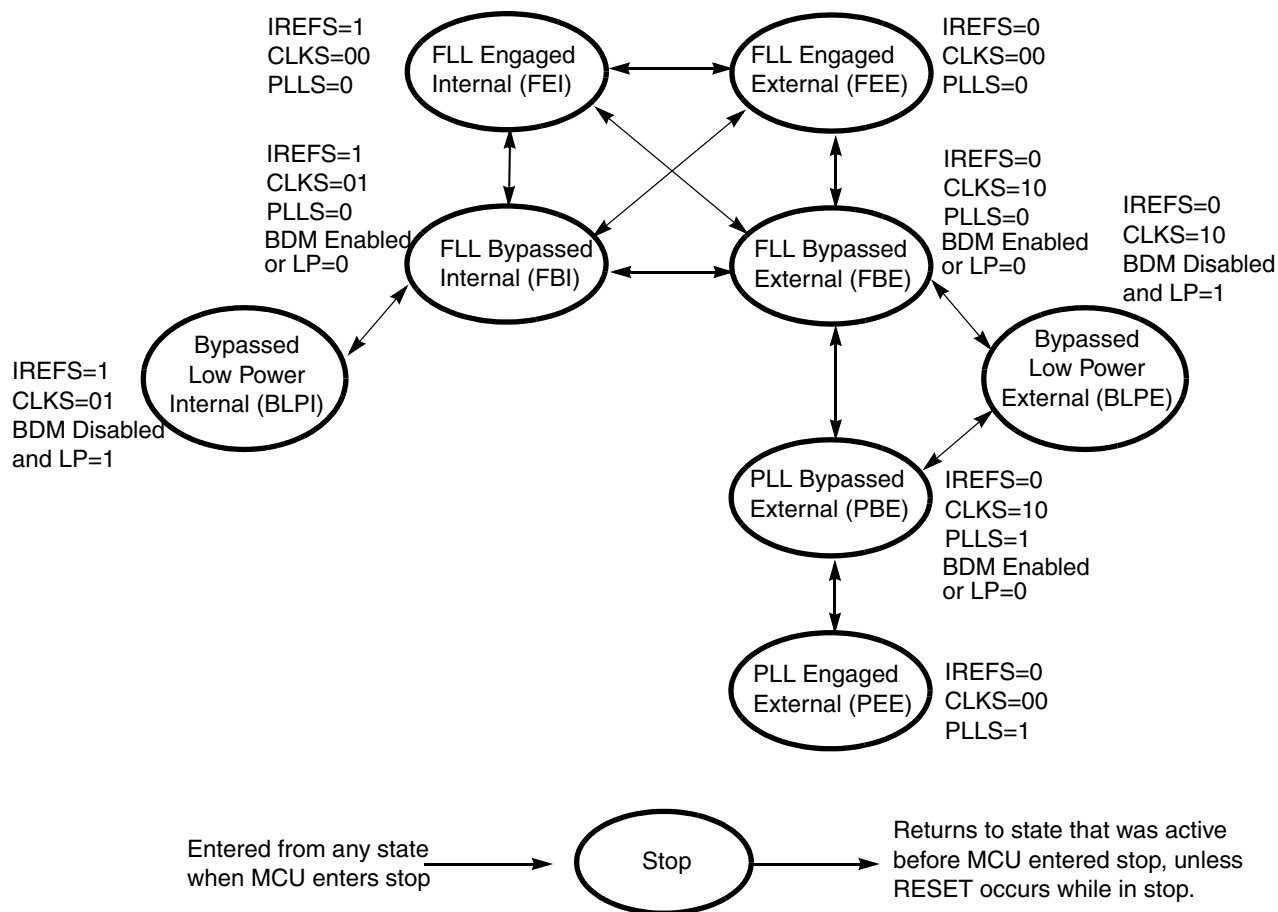 IREFS=1
CLKS=00
PLLS=0
FLL Engaged
Internal (FEI)
FLL Engaged
External (FEE)
IREFS=0
CLKS=00
PLLS=0
IREFS=1
CLKS=01
PLLS=0
BDM Enabled
or LP=0
FLL Bypassed
Internal (FBI)
FLL Bypassed
External (FBE)
IREFS=0
CLKS=10
PLLS=0
BDM Enabled
or LP=0
IREFS=0
CLKS=10
BDM Disabled
and LP=1
IREFS=1
CLKS=01
BDM Disabled
and LP=1
Bypassed
Low Power
Internal (BLPI)
Bypassed
Low Power
External (BLPE)
PLL Bypassed
External (PBE)
IREFS=0
CLKS=10
PLLS=1
BDM Enabled
or LP=0
PLL Engaged
External (PEE)
IREFS=0
CLKS=00
PLLS=1
Entered from any state
when MCU enters stop
Stop
Returns to state that was active
before MCU entered stop, unless
RESET occurs while in stop.